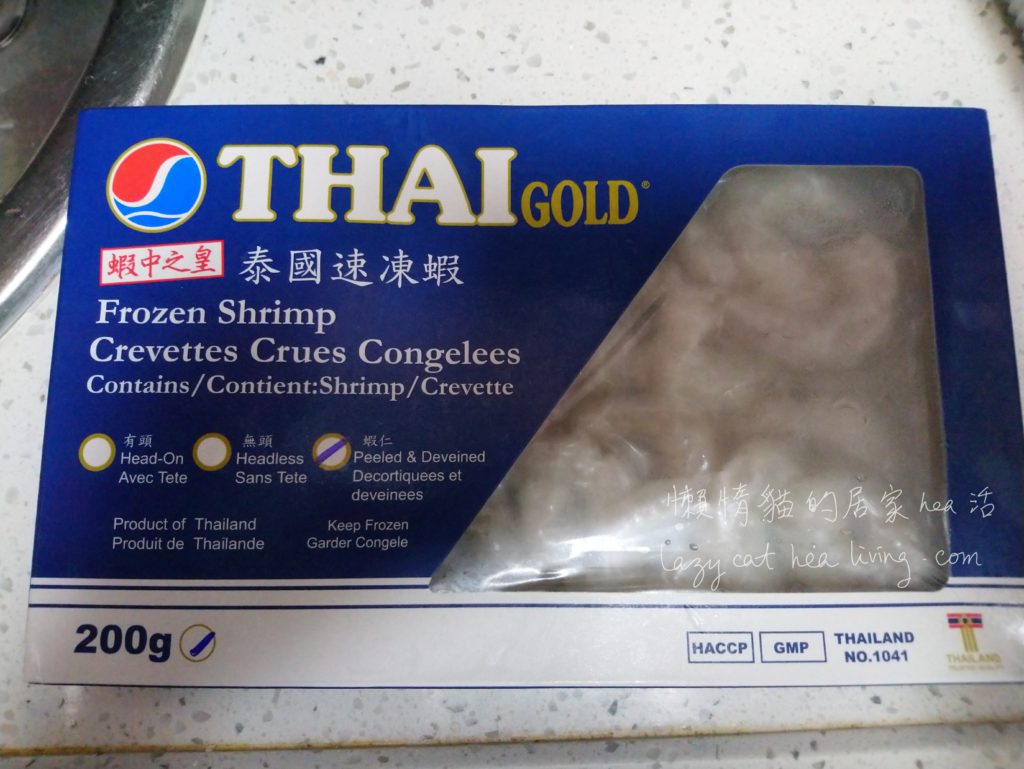 THAI GOLD®
蝦中之皇 泰國速凍蝦
Frozen Shrimp
Crevettes Crues Congelees
Contains/Contient:Shrimp/Crevette
有頭
Head-On
Avec Tete
無頭
Headless
Sans Tete
蝦仁
Peeled & Deveined
Decortiquees et
deveinees
Product of Thailand
Produit de Thailande
Keep Frozen
Garder Congele
懶惰貓的居家hea活
lazy cat hea living.com
200g
HACCP
GMP
THAILAND
NO.1041
THAILAND